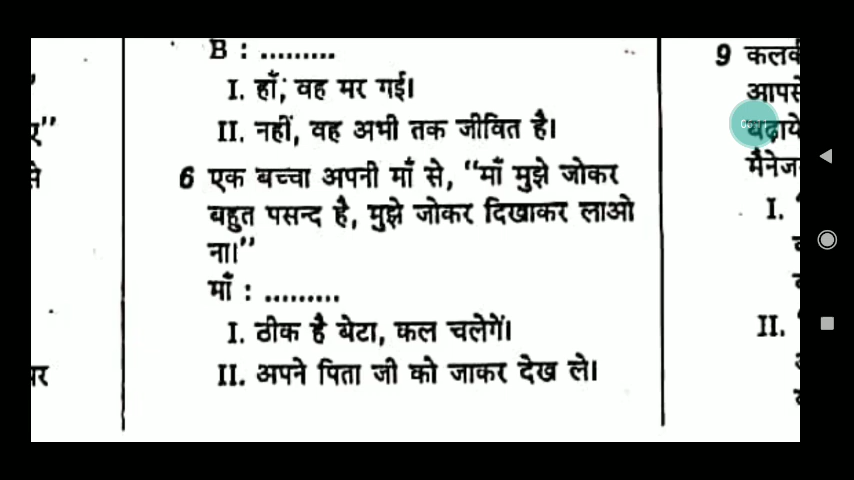 B : .........
I. हाँ, वह मर गई।
II. नहीं, वह अभी तक जीवित है।
6 एक बच्चा अपनी माँ से, “माँ मुझे जोकर
बहुत पसन्द है, मुझे जोकर दिखाकर लाओ
ना।”
माँ : .........
I. ठीक है बेटा, कल चलेगें।
II. अपने पिता जी को जाकर देख ले।
9
आपसे
I.
II.